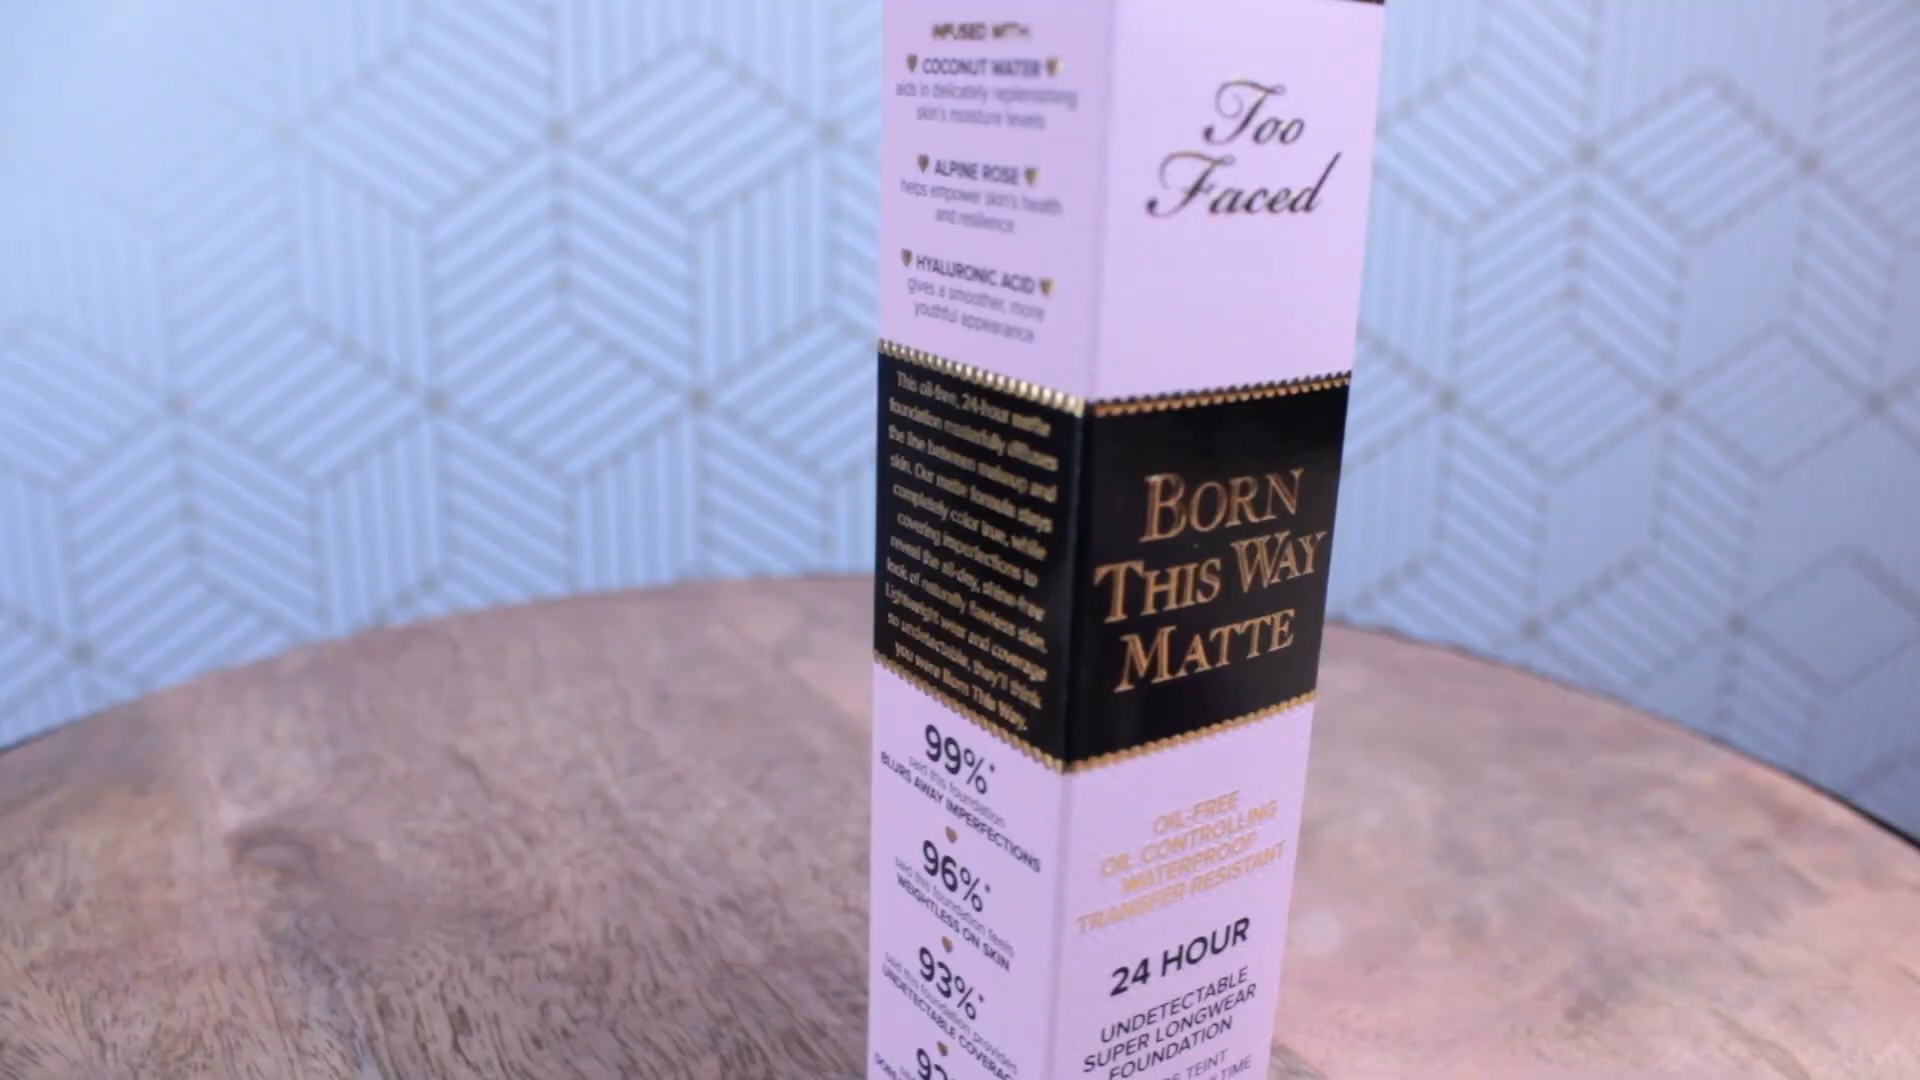 INFUSED WITH:
COCONUT WATER
aids in delicately replenishing
skin's moisture levels
ALPINE ROSE
helps empower skin's health
and resilience
HYALURONIC ACID
gives a smoother, more
youthful appearance
This oil-free, 24-hour matte
foundation masterfully diffuses
the line between makeup and
skin. Our matte formula stays
completely color true, while
covering imperfections to
reveal the all-day, shine-free
look of naturally flawless skin.
Lightweight wear and coverage
so undetectable, they'll think
you were Born This Way.
99%*
said this foundation
BLURS AWAY IMPERFECTIONS
96%*
said this foundation feels
WEIGHTLESS ON SKIN
93%*
said this foundation provides
UNDETECTABLE COVERAG
Too
Faced
BORN
THIS WAY
MATTE
OIL-FREE
OIL CONTROLLING
WATERPROOF
TRANSFER RESISTANT
24 HOUR
UNDETECTABLE
SUPER LONGWEAR
FOUNDATION
TEINT